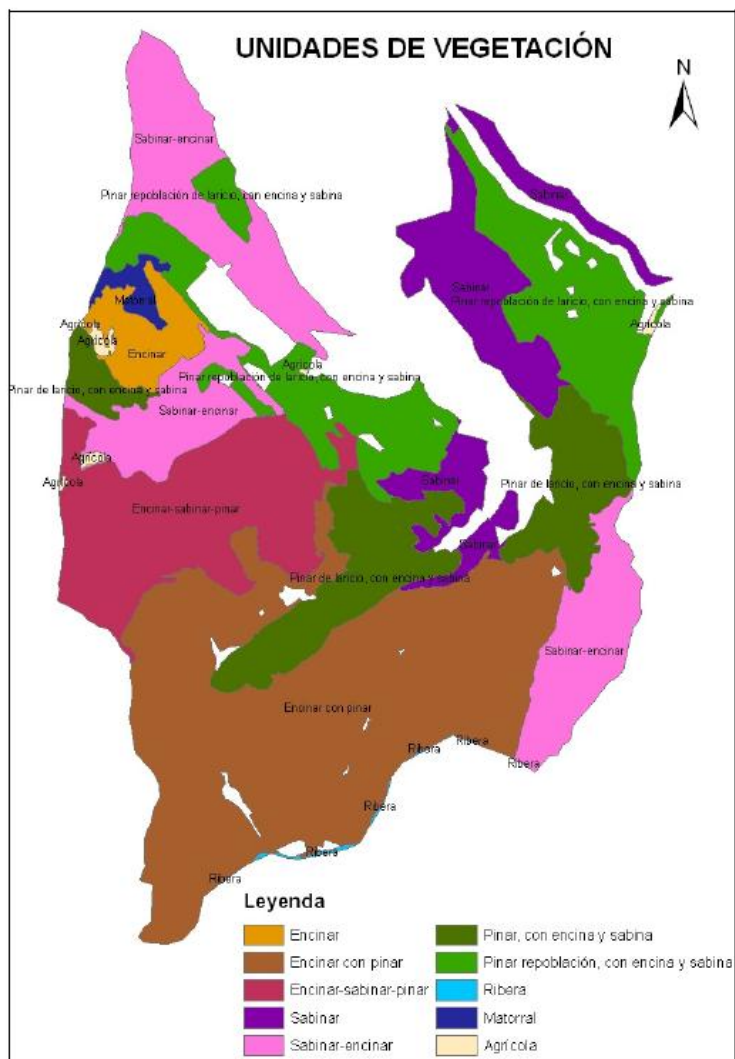 UNIDADES DE VEGETACIÓN
N
Sabinar-encinar
Pinar repoblación de laricio, con encina y sabina
Sabinar
Sabinar
Pinar repoblación de laricio, con encina y sabina
Matorral
Agrícola
Agrícola
Agrícola
Encinar
Agrícola
Pinar repoblación de laricio, con encina y sabina
Pinar de laricio, con encina y sabina
Sabinar-encinar
Agrícola
Agrícola
Sabinar
Pinar de laricio, con encina y sabina
Encinar-sabinar-pinar
Sabinar
Pinar de laricio, con encina y sabina
Sabinar-encinar
Encinar con pinar
Ribera
Ribera
Ribera
Ribera
Ribera
Ribera
Leyenda
Encinar
Encinar con pinar
Encinar-sabinar-pinar
Sabinar
Sabinar-encinar
Pinar, con encina y sabina
Pinar repoblación, con encina y sabina
Ribera
Matorral
Agrícola